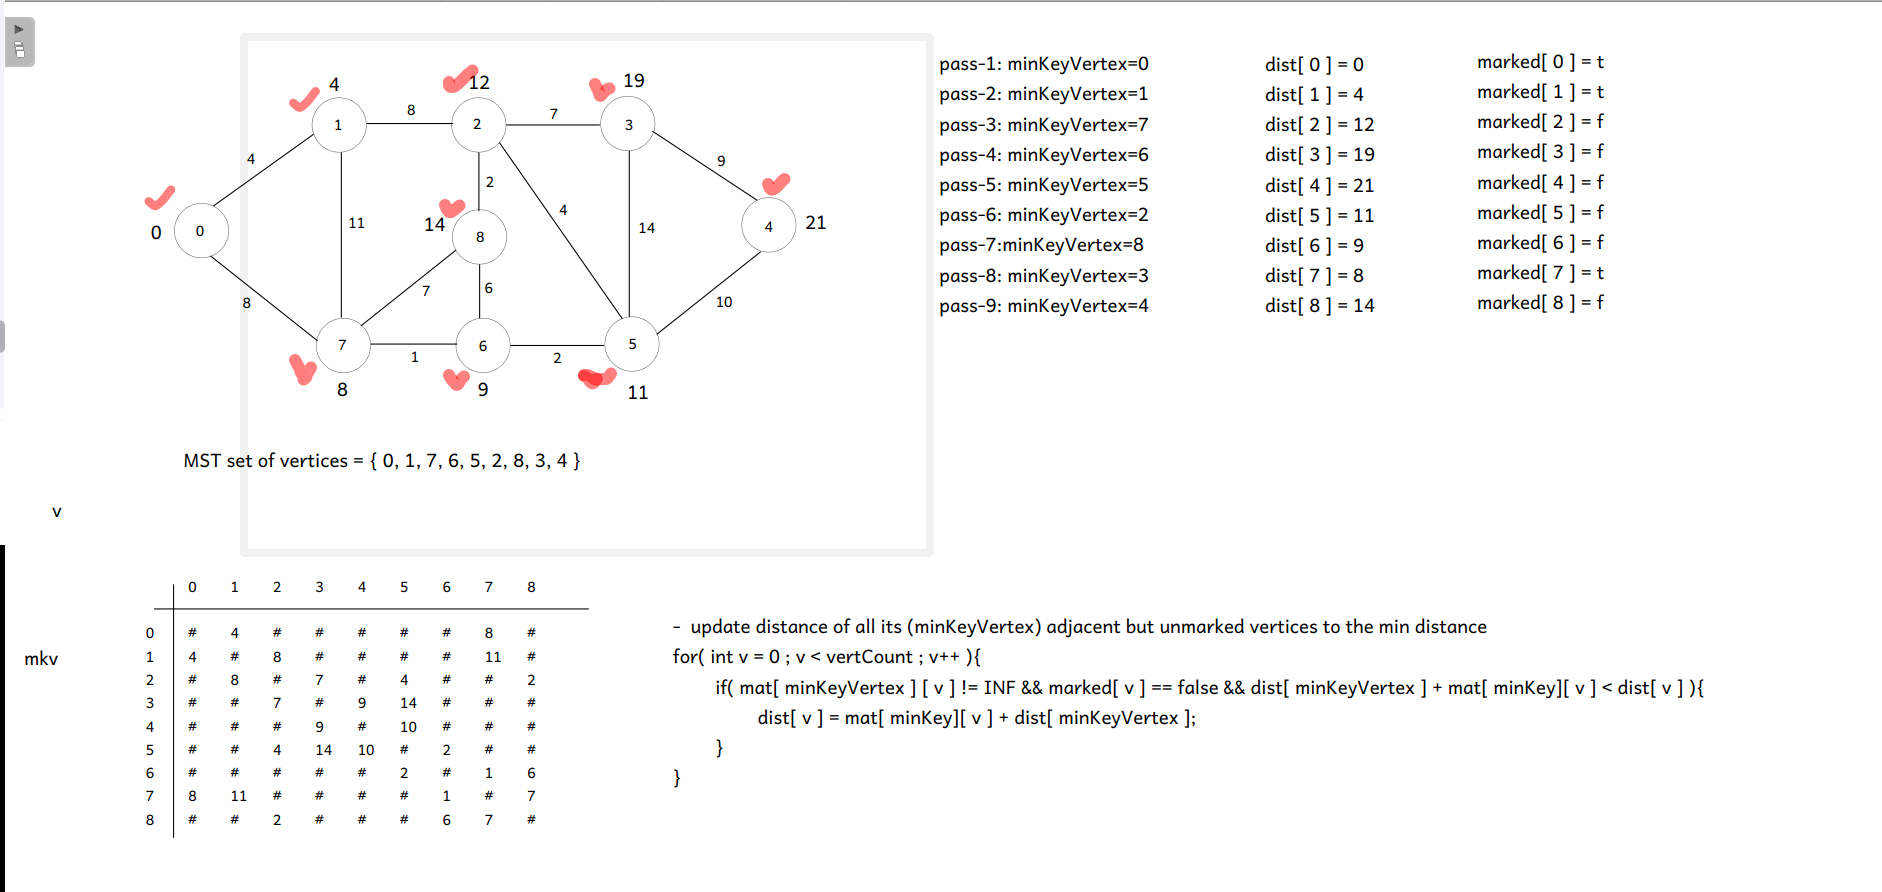 4 12 19
1 8 2 7 3
4 9
2
11 4
0 0 14 8 14 4 21
8 7 6 10
7 1 6 2 5
8 9 11
MST set of vertices = { 0, 1, 7, 6, 5, 2, 8, 3, 4 }
pass-1: minKeyVertex=0
pass-2: minKeyVertex=1
pass-3: minKeyVertex=7
pass-4: minKeyVertex=6
pass-5: minKeyVertex=5
pass-6: minKeyVertex=2
pass-7:minKeyVertex=8
pass-8: minKeyVertex=3
pass-9: minKeyVertex=4
dist[ 0 ] = 0
dist[ 1 ] = 4
dist[ 2 ] = 12
dist[ 3 ] = 19
dist[ 4 ] = 21
dist[ 5 ] = 11
dist[ 6 ] = 9
dist[ 7 ] = 8
dist[ 8 ] = 14
marked[ 0 ] = t
marked[ 1 ] = t
marked[ 2 ] = f
marked[ 3 ] = f
marked[ 4 ] = f
marked[ 5 ] = f
marked[ 6 ] = f
marked[ 7 ] = t
marked[ 8 ] = f
v
mkv
0 1 2 3 4 5 6 7 8
0 # 4 # # # # # 8 #
1 4 # 8 # # # # 11 #
2 # 8 # 7 # 4 # # 2
3 # # 7 # 9 14 # # #
4 # # # 9 # 10 # # #
5 # # 4 14 10 # 2 # #
6 # # # # # 2 # 1 6
7 8 11 # # # # 1 # 7
8 # # 2 # # # 6 7 #
- update distance of all its (minKeyVertex) adjacent but unmarked vertices to the min distance
for( int v = 0 ; v < vertCount ; v++ ){
if( mat[ minKeyVertex ] [ v ] != INF && marked[ v ] == false && dist[ minKeyVertex ] + mat[ minKey][ v ] < dist[ v ] ){
dist[ v ] = mat[ minKey][ v ] + dist[ minKeyVertex ];
}
}